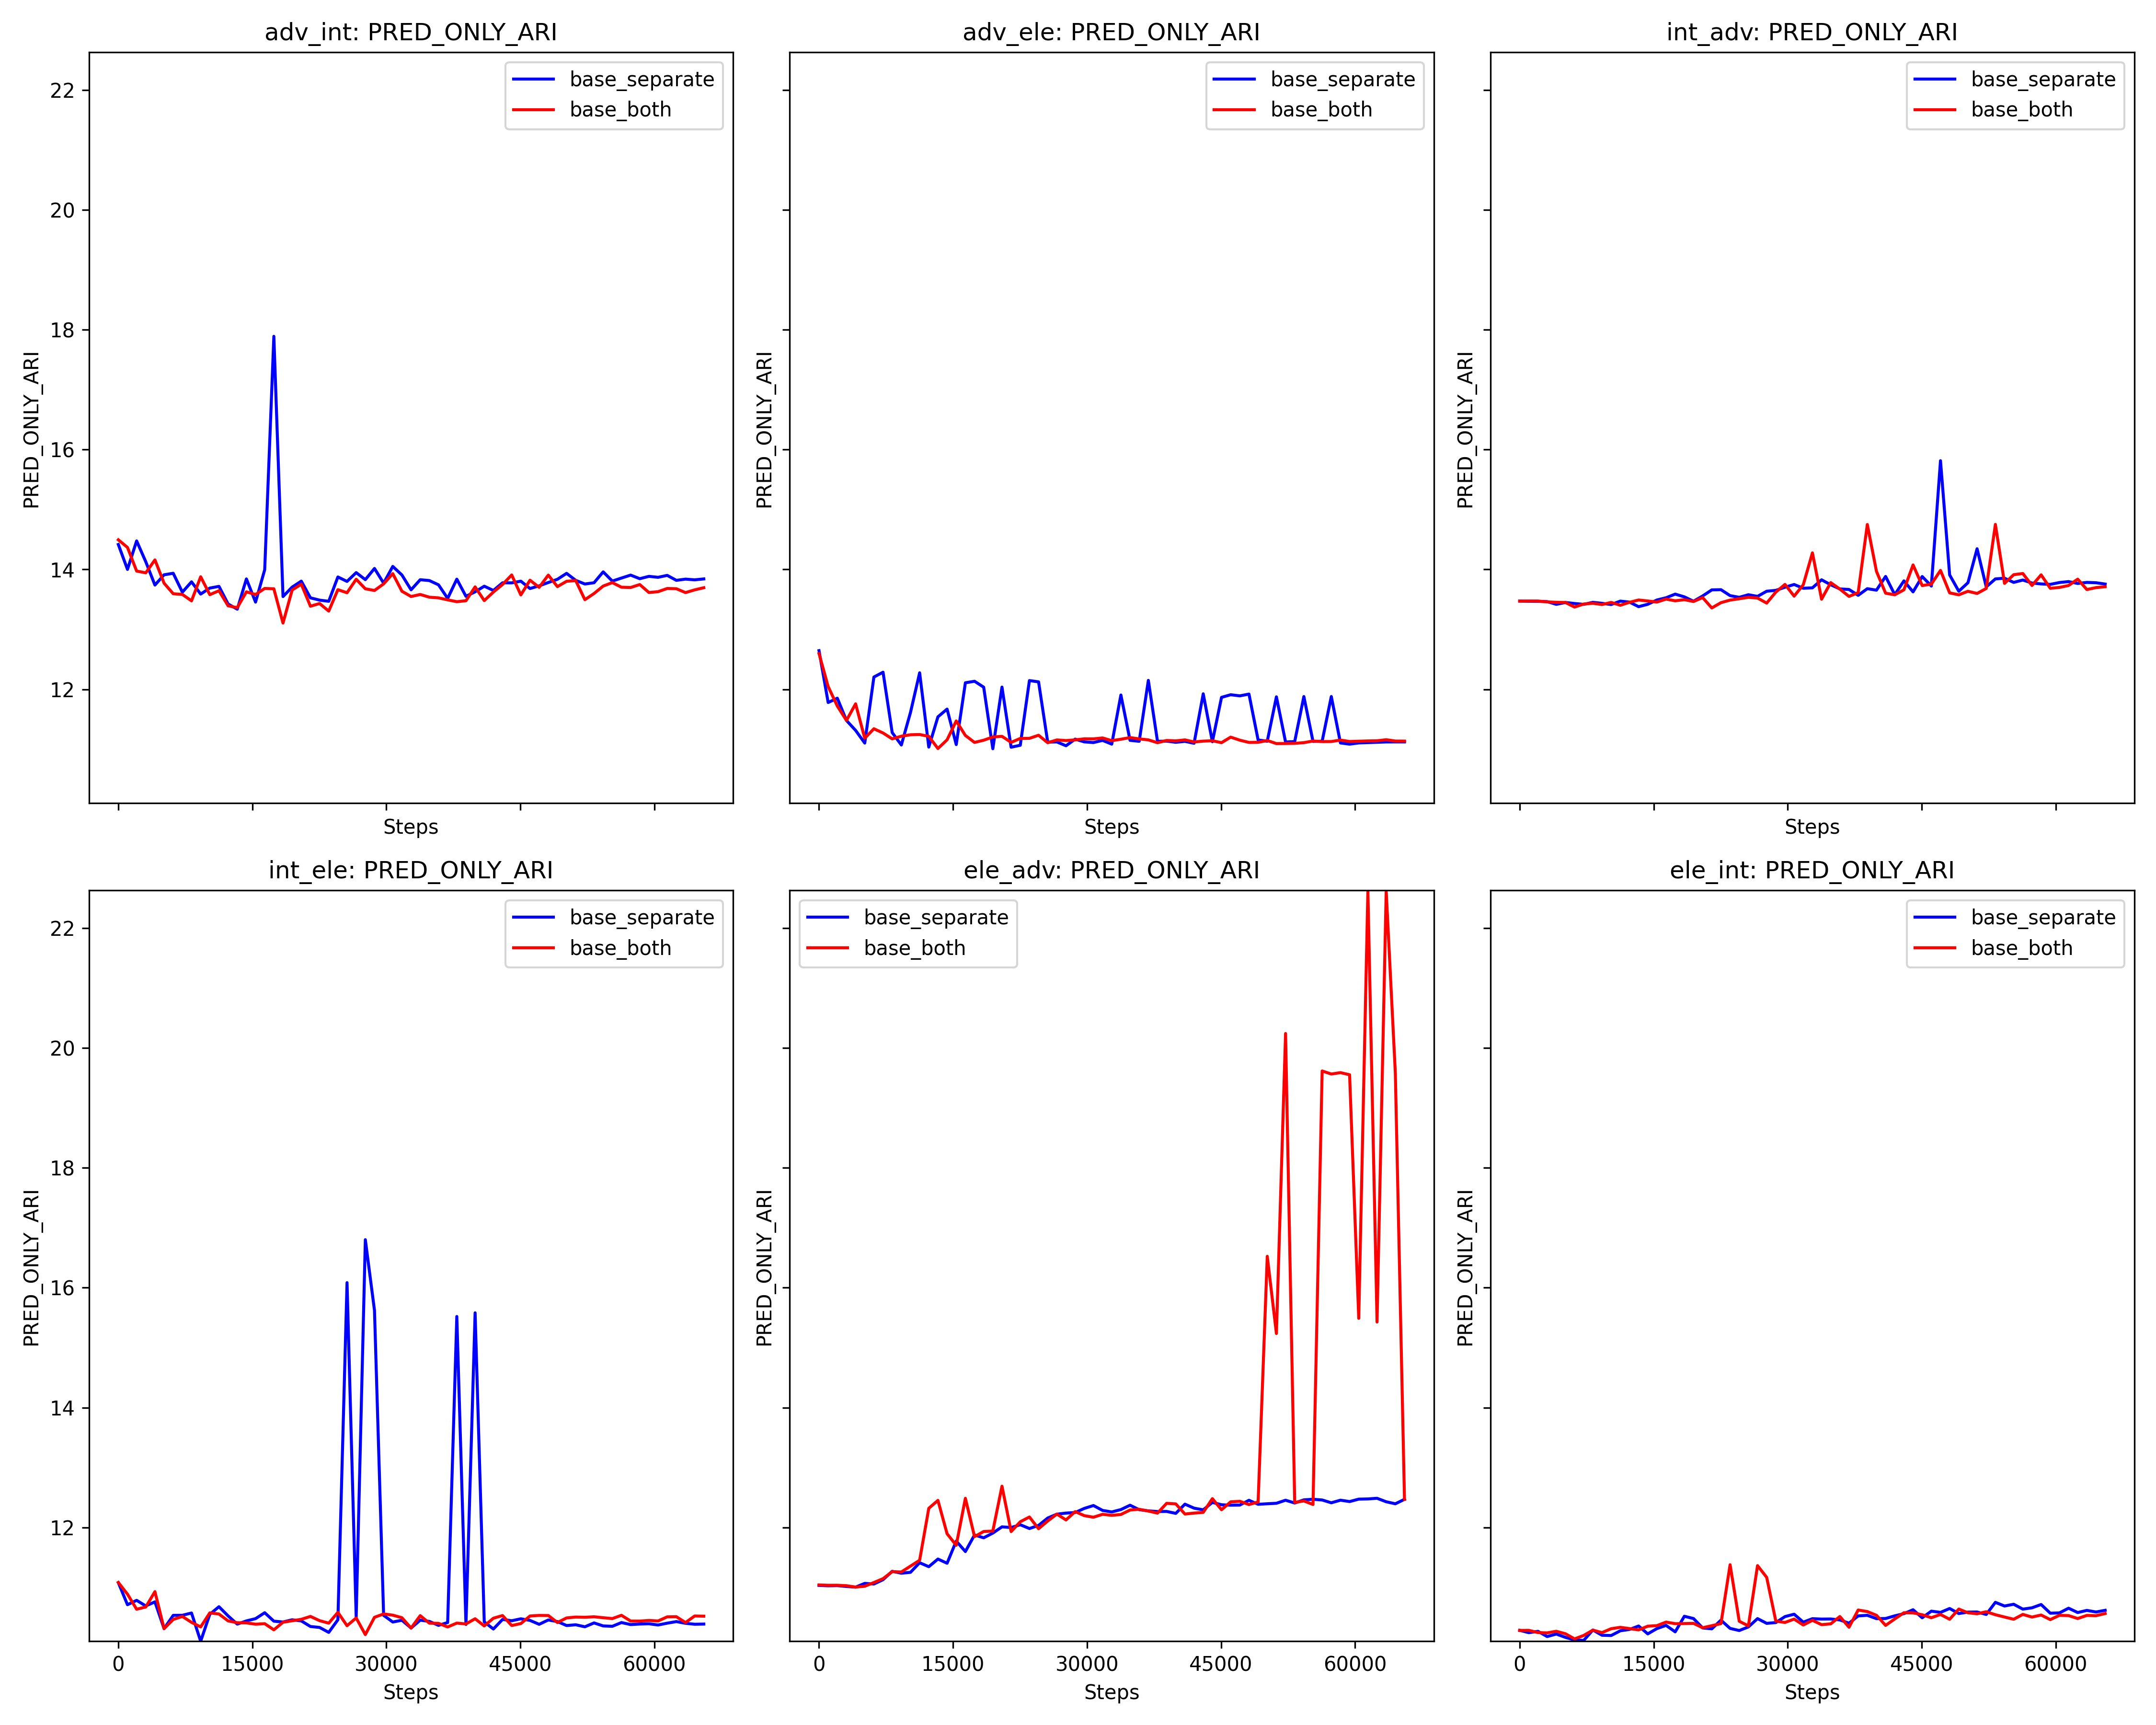 adv_int: PRED_ONLY_ARI
adv_ele: PRED_ONLY_ARI
int_adv: PRED_ONLY_ARI
base_separate
base_both
base_separate
base_both
base_separate
base_both
22
20
18
16
14
12
PRED_ONLY_ARI
PRED_ONLY_ARI
PRED_ONLY_ARI
Steps
Steps
Steps
int_ele: PRED_ONLY_ARI
ele_adv: PRED_ONLY_ARI
ele_int: PRED_ONLY_ARI
base_separate
base_both
base_separate
base_both
base_separate
base_both
22
20
18
16
14
12
PRED_ONLY_ARI
PRED_ONLY_ARI
PRED_ONLY_ARI
0 15000 30000 45000 60000
0 15000 30000 45000 60000
0 15000 30000 45000 60000
Steps
Steps
Steps